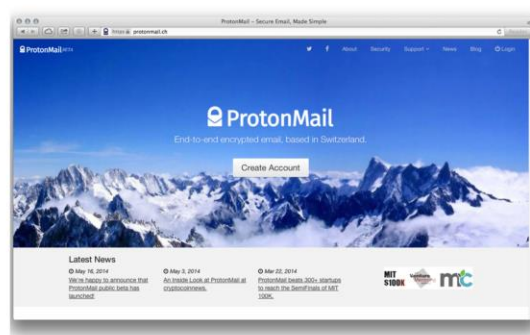 ProtonMail – Secure Email, Made Simple
https protonmail.ch
Reader
ProtonMail BETA
About Security Support News Blog Login
ProtonMail
End-to-end encrypted email, based in Switzerland.
Create Account
Latest News
May 16, 2014
We're happy to announce that
ProtonMail public beta has
launched!
May 3, 2014
An Inside Look at ProtonMail at
cryptocoinnews.
Mar 22, 2014
ProtonMail beats 300+ startups
to reach the SemiFinals of MIT
100K.
MIT
$100K
mc